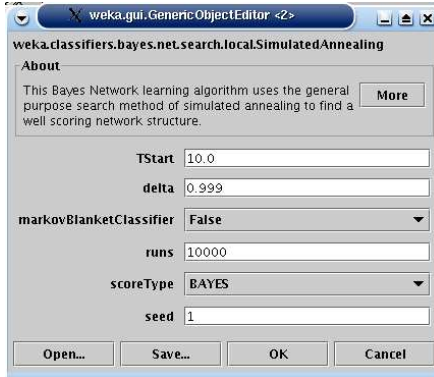 weka.gui.GenericObjectEditor <2>
weka.classifiers.bayes.net.search.local.SimulatedAnnealing
About
This Bayes Network learning algorithm uses the general
purpose search method of simulated annealing to find a
well scoring network structure.
More
TStart 10.0
delta 0.999
markovBlanketClassifier False
runs 10000
scoreType BAYES
seed 1
Open... Save... OK Cancel